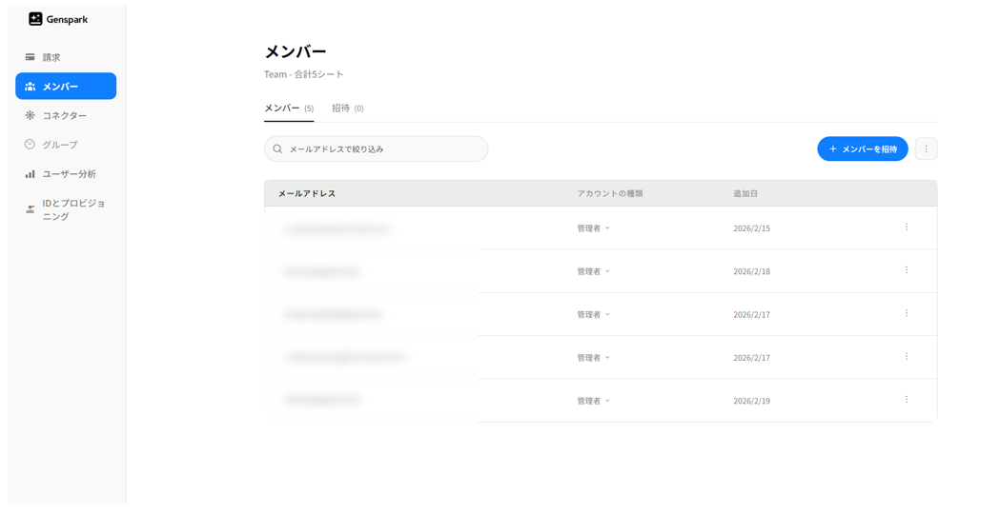 Genspark
請求
メンバー
コネクター
グループ
ユーザー分析
IDとプロビジョ
ニング
メンバー
Team - 合計5シート
メンバー (5) 招待 (0)
メールアドレスで絞り込み
+ メンバーを招待
メールアドレス アカウントの種類 追加日
管理者 2026/2/15
管理者 2026/2/18
管理者 2026/2/17
管理者 2026/2/17
管理者 2026/2/19